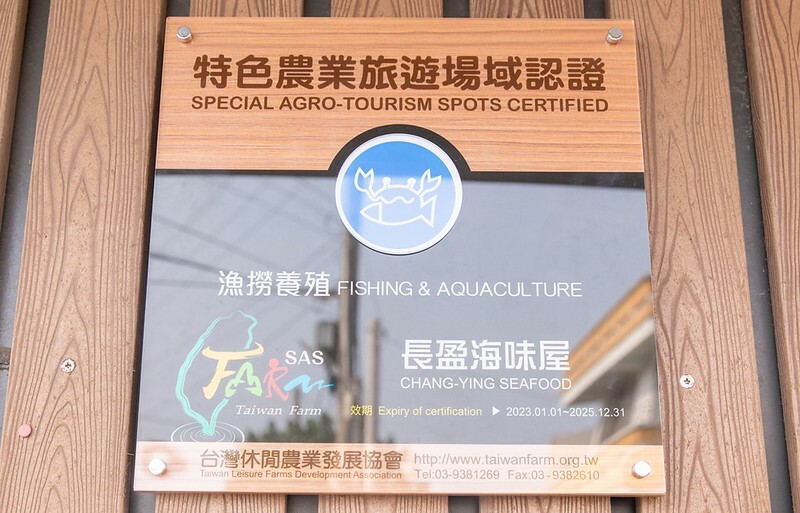 特色農業旅遊場域認證
SPECIAL AGRO-TOURISM SPOTS CERTIFIED
漁撈養殖 FISHING & AQUACULTURE
SAS
FARM
Taiwan Farm
長盈海味屋
CHANG-YING SEAFOOD
效期 Expiry of certification ▶ 2023.01.01~2025.12.31
台灣休閒農業發展協會 http://www.taiwanfarm.org.tw
Taiwan Leisure Farms Development Association Tel:03-9381269 Fax:03-9382610